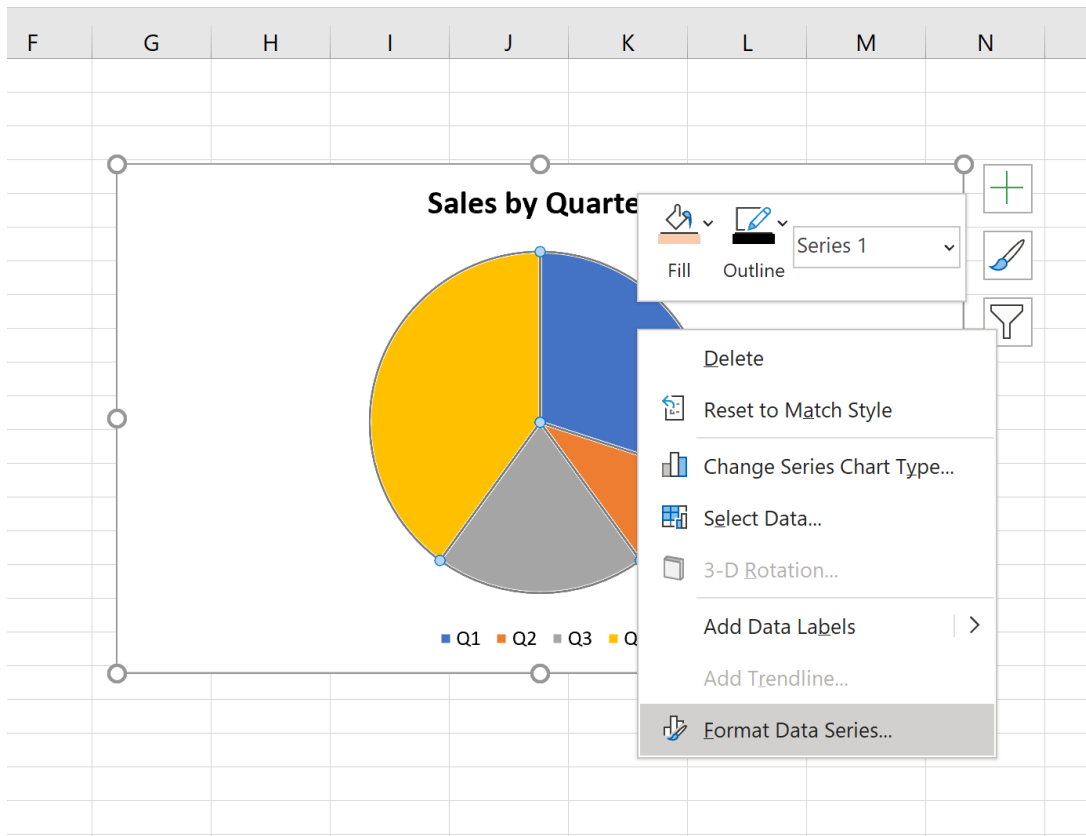 F G H I J K L M N
Sales by Quarte
Series 1
Fill Outline
Delete
Reset to Match Style
Change Series Chart Type...
Select Data...
3-D Rotation...
Add Data Labels
Q1 Q2 Q3 Q
Add Trendline...
Format Data Series...